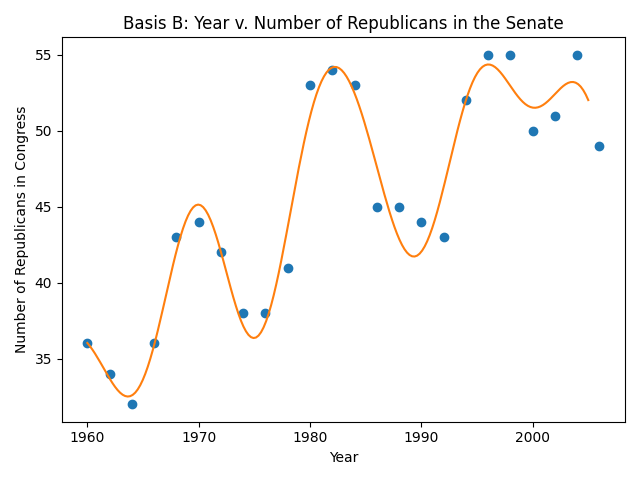 Basis B: Year v. Number of Republicans in the Senate
Number of Republicans in Congress
55
50
45
40
35
1960 1970 1980 1990 2000
Year